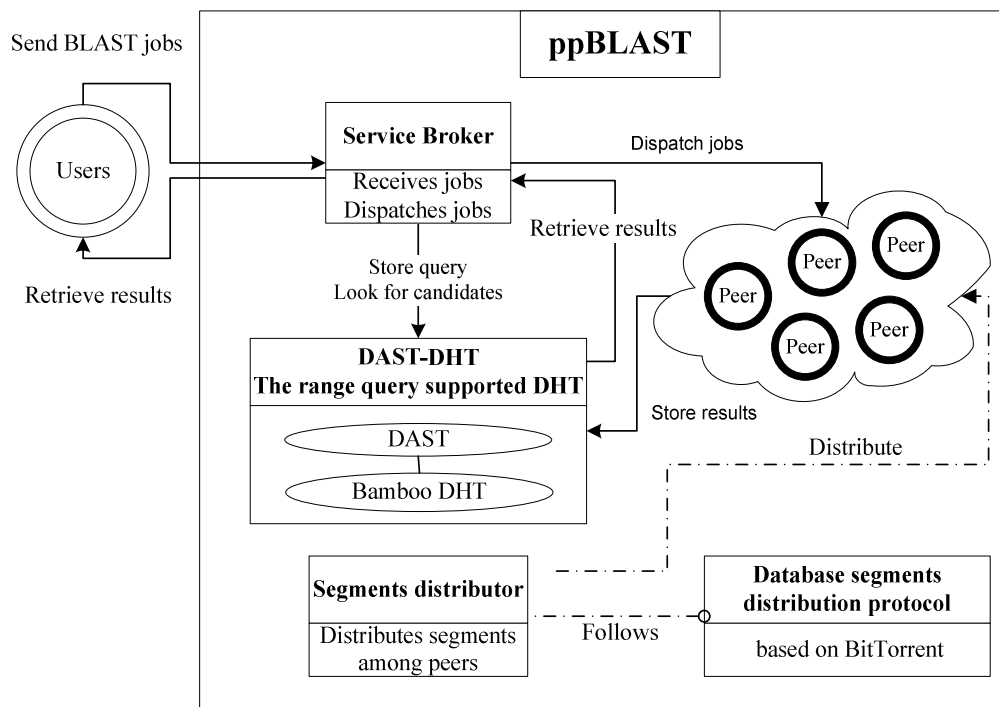 ppBLAST
Send BLAST jobs
Users
Retrieve results
Service Broker
Receives jobs
Dispatches jobs
Dispatch jobs
Retrieve results
Store query
Look for candidates
Peer
Peer
Peer
Peer
Peer
DAST-DHT
The range query supported DHT
DAST
Bamboo DHT
Store results
Distribute
Segments distributor
Distributes segments
among peers
Follows
Database segments
distribution protocol
based on BitTorrent